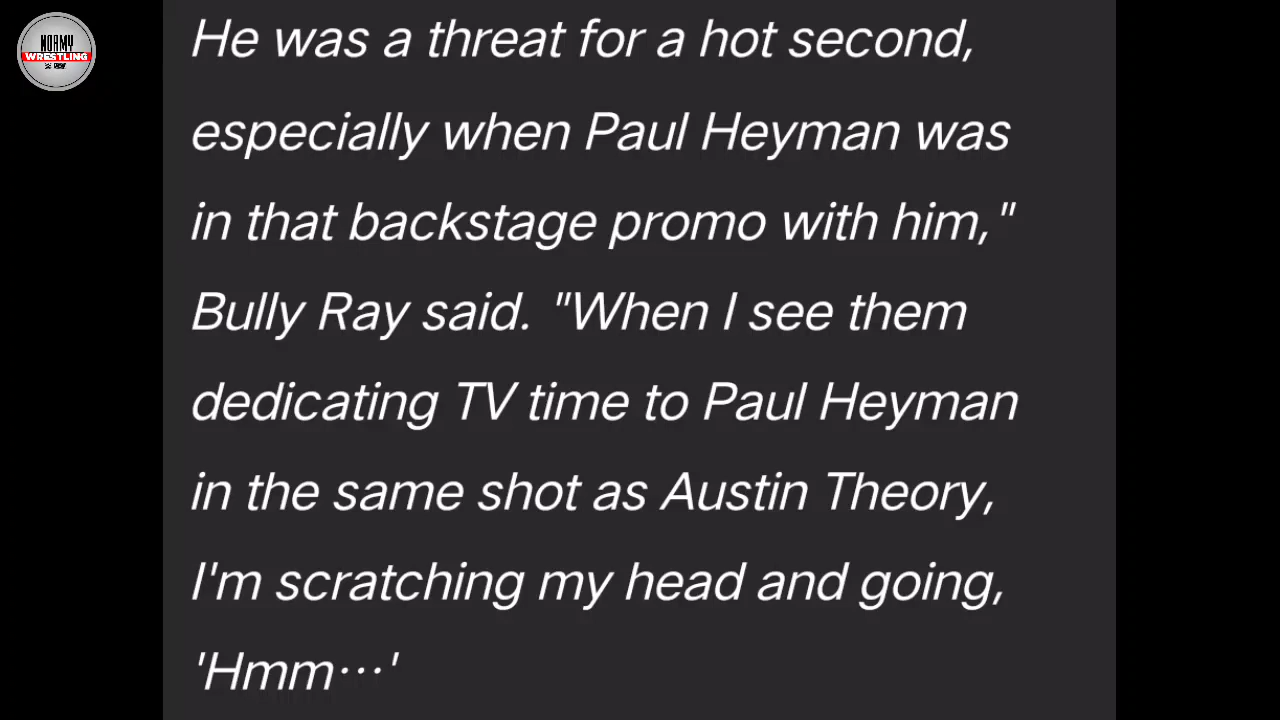 NORMY
WRESTLING
He was a threat for a hot second,
especially when Paul Heyman was
in that backstage promo with him,"
Bully Ray said. "When I see them
dedicating TV time to Paul Heyman
in the same shot as Austin Theory,
I'm scratching my head and going,
'Hmm···'